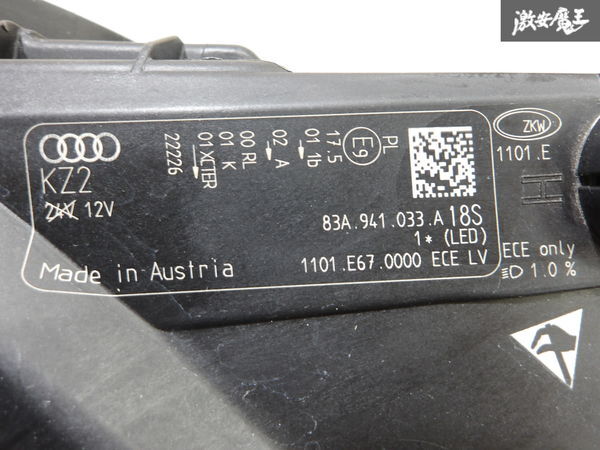 激安魔王
KZ2
24V 12V
22226
01 XCTER
01 K
00 RL
02 A
01 1b
17.5
E9
PL
83A.941.033.A 18S
1* (LED)
Made in Austria
1101.E67.0000 ECE LV
ZKW
1101.E
ECE only
1.0 %